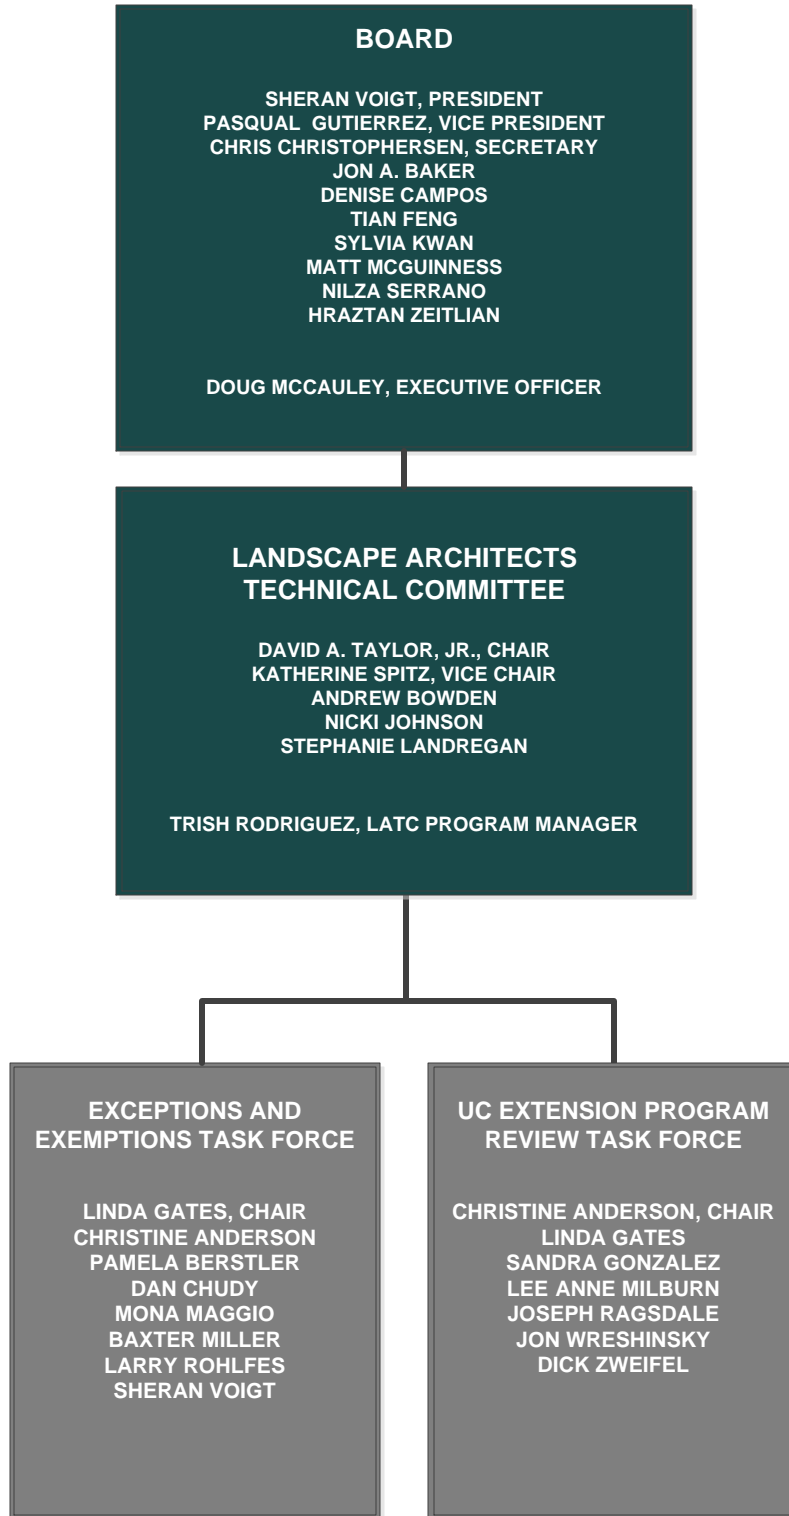 BOARD
SHERAN VOIGT, PRESIDENT
PASQUAL GUTIERREZ, VICE PRESIDENT
CHRIS CHRISTOPHERSEN, SECRETARY
JON A. BAKER
DENISE CAMPOS
TIAN FENG
SYLVIA KWAN
MATT MCGUINNESS
NILZA SERRANO
HRAZTAN ZEITLIAN
DOUG MCCAULEY, EXECUTIVE OFFICER
LANDSCAPE ARCHITECTS
TECHNICAL COMMITTEE
DAVID A. TAYLOR, JR., CHAIR
KATHERINE SPITZ, VICE CHAIR
ANDREW BOWDEN
NICKI JOHNSON
STEPHANIE LANDREGAN
TRISH RODRIGUEZ, LATC PROGRAM MANAGER
EXCEPTIONS AND
EXEMPTIONS TASK FORCE
LINDA GATES, CHAIR
CHRISTINE ANDERSON
PAMELA BERSTLER
DAN CHUDY
MONA MAGGIO
BAXTER MILLER
LARRY ROHLFES
SHERAN VOIGT
UC EXTENSION PROGRAM
REVIEW TASK FORCE
CHRISTINE ANDERSON, CHAIR
LINDA GATES
SANDRA GONZALEZ
LEE ANNE MILBURN
JOSEPH RAGSDALE
JON WRESHINSKY
DICK ZWEIFEL